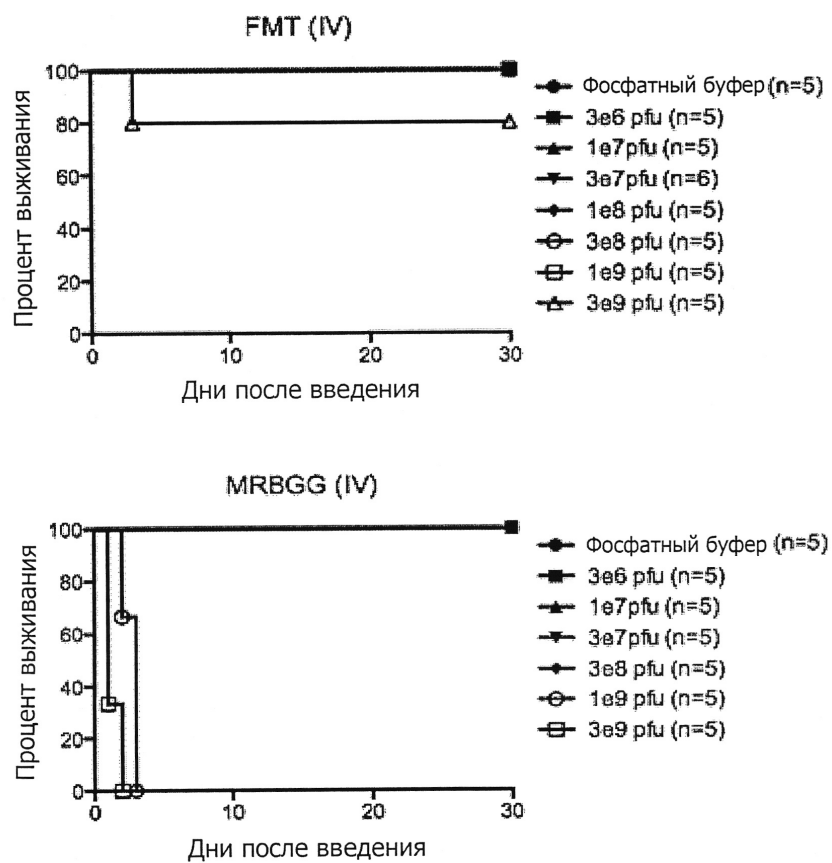 FMT (IV)
Процент выживания
100
80
60
40
20
0
0 10 20 30
Дни после введения
Фосфатный буфер (n=5)
3e6 pfu (n=5)
1e7pfu (n=5)
3e7pfu (n=6)
1e8 pfu (n=5)
3e8 pfu (n=5)
1e9 pfu (n=5)
3e9 pfu (n=5)
MRBGG (IV)
Процент выживания
100
80
60
40
20
0
0 10 20 30
Дни после введения
Фосфатный буфер (n=5)
3e6 pfu (n=5)
1e7pfu (n=5)
3e7pfu (n=5)
3e8 pfu (n=5)
1e9 pfu (n=5)
3e9 pfu (n=5)